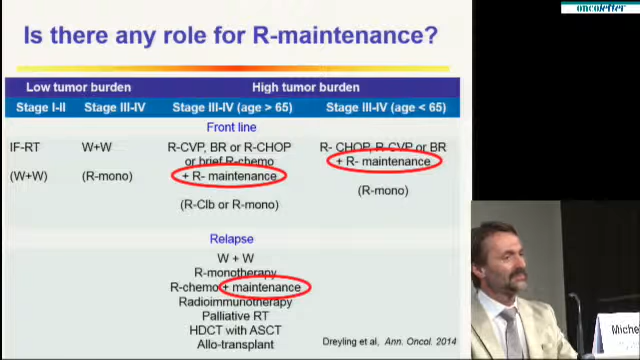 oncoletter
Is there any role for R-maintenance?
Low tumor burden High tumor burden
Stage I-II Stage III-IV Stage III-IV (age > 65) Stage III-IV (age < 65)
Front line
IF-RT W+W R-CVP, BR or R-CHOP R- CHOP, R-CVP or BR
or brief R-chemo + R- maintenance
(W+W) (R-mono) + R- maintenance
(R-mono)
(R-Clb or R-mono)
Relapse
W + W
R-monotherapy
R-chemo + maintenance
Radioimmunotherapy
Palliative RT
HDCT with ASCT
Allo-transplant
Dreyling et al, Ann. Oncol. 2014
Miche